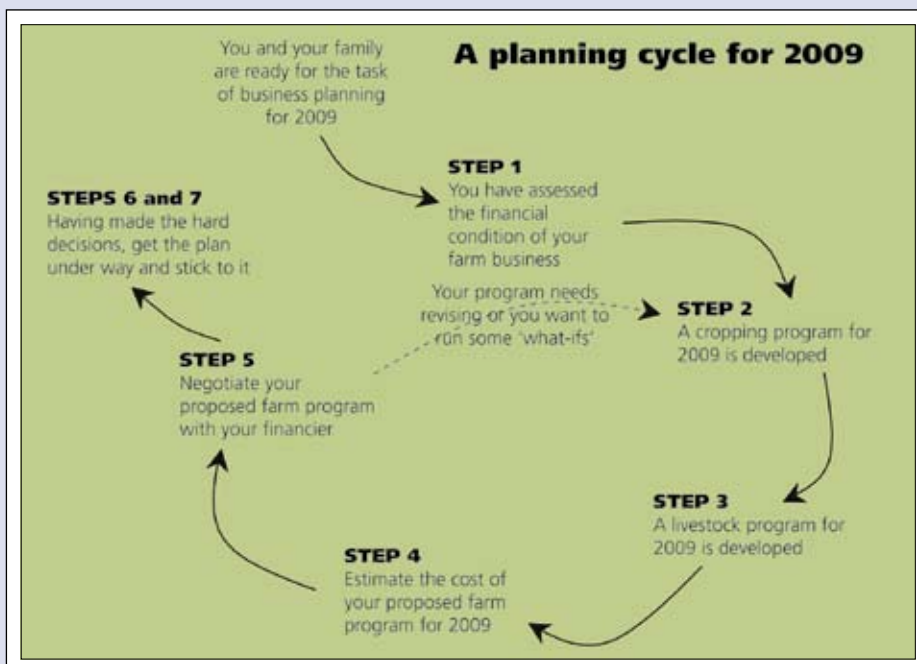 A planning cycle for 2009
You and your family
are ready for the task
of business planning
for 2009
STEP 1
You have assessed
the financial
condition of your
farm business
STEP 2
A cropping program for
2009 is developed
STEP 3
A livestock program for
2009 is developed
STEP 4
Estimate the cost of
your proposed farm
program for 2009
STEP 5
Negotiate your
proposed farm program
with your financier
Your program needs
revising or you want to
run some 'what-ifs'
STEPS 6 and 7
Having made the hard
decisions, get the plan
under way and stick to it